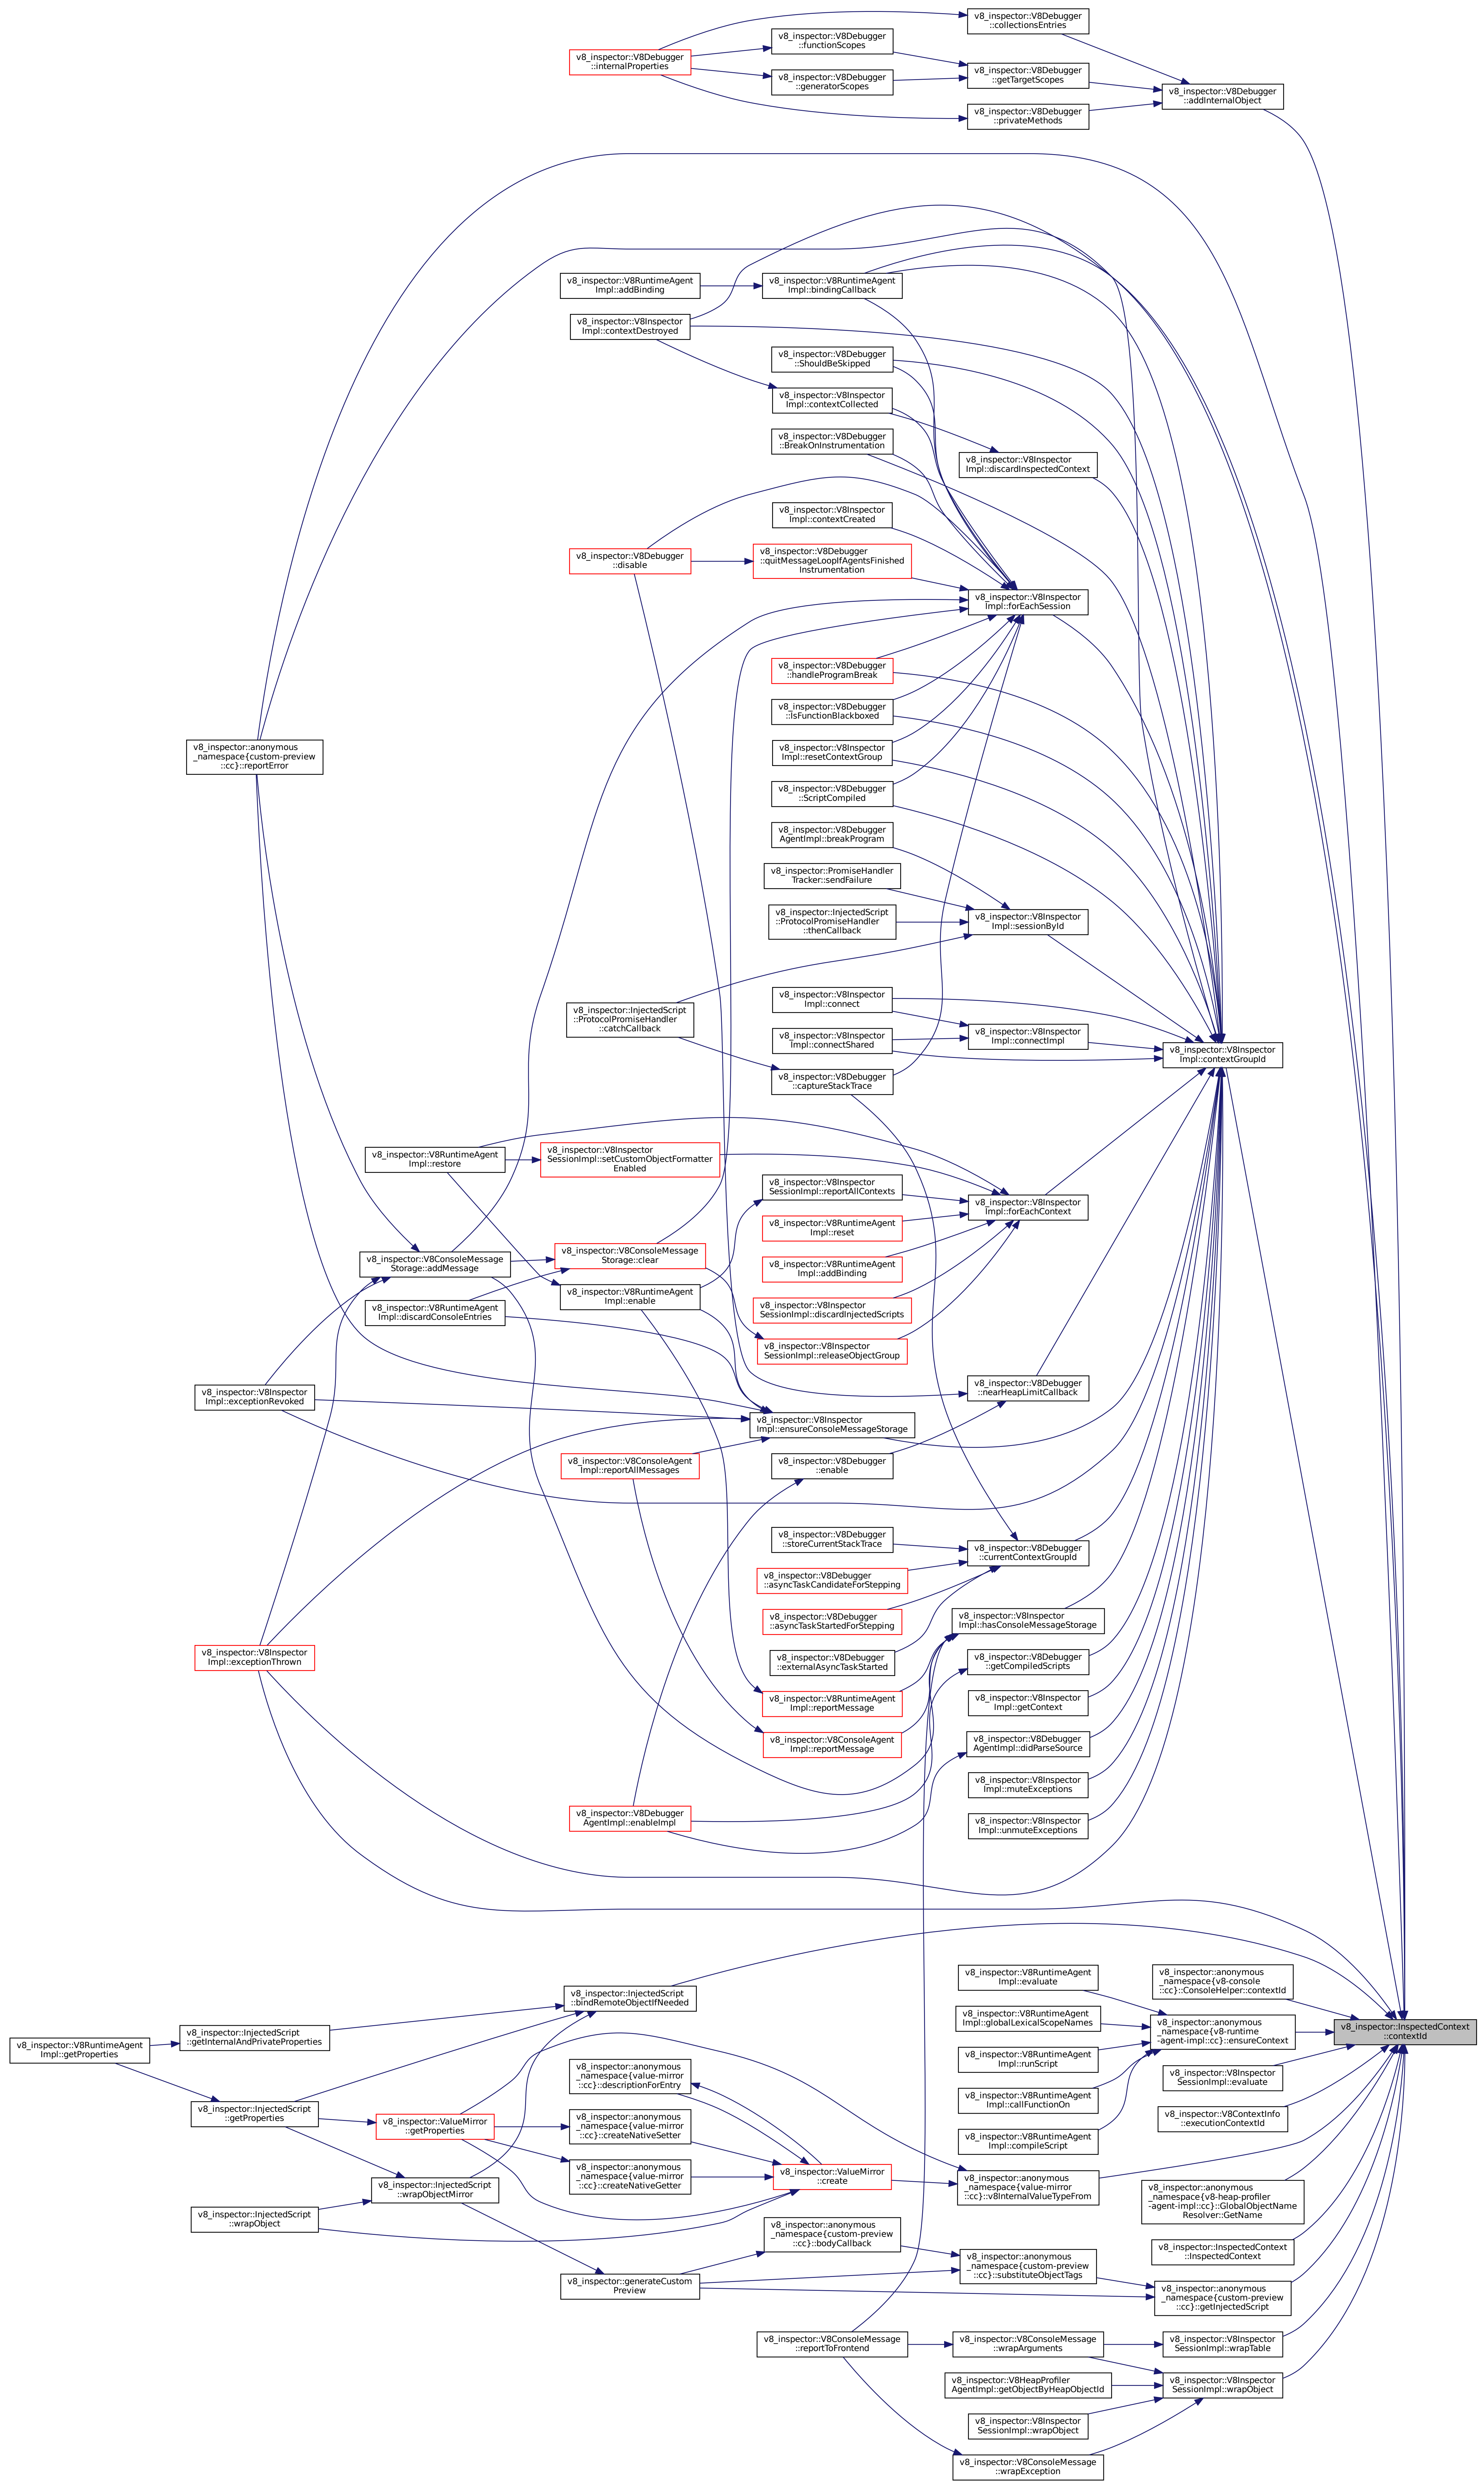 v8_inspector::V8Debugger
::collectionsEntries
v8_inspector::V8Debugger
::functionScopes
v8_inspector::V8Debugger
::internalProperties
v8_inspector::V8Debugger
::getTargetScopes
v8_inspector::V8Debugger
::generatorScopes
v8_inspector::V8Debugger
::addInternalObject
v8_inspector::V8Debugger
::privateMethods
v8_inspector::V8RuntimeAgent
Impl::addBinding
v8_inspector::V8RuntimeAgent
Impl::bindingCallback
v8_inspector::V8Inspector
Impl::contextDestroyed
v8_inspector::V8Debugger
::ShouldBeSkipped
v8_inspector::V8Inspector
Impl::contextCollected
v8_inspector::V8Debugger
::BreakOnInstrumentation
v8_inspector::V8Inspector
Impl::discardInspectedContext
v8_inspector::V8Inspector
Impl::contextCreated
v8_inspector::V8Debugger
::disable
v8_inspector::V8Debugger
::quitMessageLoopIfAgentsFinished
Instrumentation
v8_inspector::V8Inspector
Impl::forEachSession
v8_inspector::V8Debugger
::handleProgramBreak
v8_inspector::V8Debugger
::IsFunctionBlackboxed
v8_inspector::anonymous
_namespace{custom-preview
::cc}::reportError
v8_inspector::V8Inspector
Impl::resetContextGroup
v8_inspector::V8Debugger
::ScriptCompiled
v8_inspector::V8Debugger
AgentImpl::breakProgram
v8_inspector::PromiseHandler
Tracker::sendFailure
v8_inspector::InjectedScript
::ProtocolPromiseHandler
::thenCallback
v8_inspector::V8Inspector
Impl::sessionById
v8_inspector::V8Inspector
Impl::connect
v8_inspector::InjectedScript
::ProtocolPromiseHandler
::catchCallback
v8_inspector::V8Inspector
Impl::connectShared
v8_inspector::V8Inspector
Impl::connectImpl
v8_inspector::V8Inspector
Impl::contextGroupId
v8_inspector::V8Debugger
::captureStackTrace
v8_inspector::V8RuntimeAgent
Impl::restore
v8_inspector::V8Inspector
SessionImpl::setCustomObjectFormatter
Enabled
v8_inspector::V8Inspector
SessionImpl::reportAllContexts
v8_inspector::V8Inspector
Impl::forEachContext
v8_inspector::V8RuntimeAgent
Impl::reset
v8_inspector::V8ConsoleMessage
Storage::addMessage
v8_inspector::V8ConsoleMessage
Storage::clear
v8_inspector::V8RuntimeAgent
Impl::addBinding
v8_inspector::V8RuntimeAgent
Impl::discardConsoleEntries
v8_inspector::V8RuntimeAgent
Impl::enable
v8_inspector::V8Inspector
SessionImpl::discardInjectedScripts
v8_inspector::V8Inspector
SessionImpl::releaseObjectGroup
v8_inspector::V8Inspector
Impl::exceptionRevoked
v8_inspector::V8Debugger
::nearHeapLimitCallback
v8_inspector::V8Inspector
Impl::ensureConsoleMessageStorage
v8_inspector::V8ConsoleAgent
Impl::reportAllMessages
v8_inspector::V8Debugger
::enable
v8_inspector::V8Debugger
::storeCurrentStackTrace
v8_inspector::V8Debugger
::currentContextGroupId
v8_inspector::V8Debugger
::asyncTaskCandidateForStepping
v8_inspector::V8Debugger
::asyncTaskStartedForStepping
v8_inspector::V8Inspector
Impl::hasConsoleMessageStorage
v8_inspector::V8Inspector
Impl::exceptionThrown
v8_inspector::V8Debugger
::externalAsyncTaskStarted
v8_inspector::V8Debugger
::getCompiledScripts
v8_inspector::V8RuntimeAgent
Impl::reportMessage
v8_inspector::V8Inspector
Impl::getContext
v8_inspector::V8ConsoleAgent
Impl::reportMessage
v8_inspector::V8Debugger
AgentImpl::didParseSource
v8_inspector::V8Inspector
Impl::muteExceptions
v8_inspector::V8Debugger
AgentImpl::enableImpl
v8_inspector::V8Inspector
Impl::unmuteExceptions
v8_inspector::V8RuntimeAgent
Impl::evaluate
v8_inspector::anonymous
_namespace{v8-console
::cc}::ConsoleHelper::contextId
v8_inspector::InjectedScript
::bindRemoteObjectIfNeeded
v8_inspector::V8RuntimeAgent
Impl::globalLexicalScopeNames
v8_inspector::anonymous
_namespace{v8-runtime
-agent-impl::cc}::ensureContext
v8_inspector::InspectedContext
::contextId
v8_inspector::V8RuntimeAgent
Impl::getProperties
v8_inspector::InjectedScript
::getInternalAndPrivateProperties
v8_inspector::V8RuntimeAgent
Impl::runScript
v8_inspector::V8Inspector
SessionImpl::evaluate
v8_inspector::anonymous
_namespace{value-mirror
::cc}::descriptionForEntry
v8_inspector::V8RuntimeAgent
Impl::callFunctionOn
v8_inspector::V8ContextInfo
::executionContextId
v8_inspector::InjectedScript
::getProperties
v8_inspector::ValueMirror
::getProperties
v8_inspector::anonymous
_namespace{value-mirror
::cc}::createNativeSetter
v8_inspector::V8RuntimeAgent
Impl::compileScript
v8_inspector::anonymous
_namespace{value-mirror
::cc}::createNativeGetter
v8_inspector::ValueMirror
::create
v8_inspector::anonymous
_namespace{value-mirror
::cc}::v8InternalValueTypeFrom
v8_inspector::anonymous
_namespace{v8-heap-profiler
-agent-impl::cc}::GlobalObjectName
Resolver::GetName
v8_inspector::InjectedScript
::wrapObjectMirror
v8_inspector::InjectedScript
::wrapObject
v8_inspector::anonymous
_namespace{custom-preview
::cc}::bodyCallback
v8_inspector::InspectedContext
::InspectedContext
v8_inspector::anonymous
_namespace{custom-preview
::cc}::substituteObjectTags
v8_inspector::generateCustom
Preview
v8_inspector::anonymous
_namespace{custom-preview
::cc}::getInjectedScript
v8_inspector::V8ConsoleMessage
::reportToFrontend
v8_inspector::V8ConsoleMessage
::wrapArguments
v8_inspector::V8Inspector
SessionImpl::wrapTable
v8_inspector::V8HeapProfiler
AgentImpl::getObjectByHeapObjectId
v8_inspector::V8Inspector
SessionImpl::wrapObject
v8_inspector::V8Inspector
SessionImpl::wrapObject
v8_inspector::V8ConsoleMessage
::wrapException